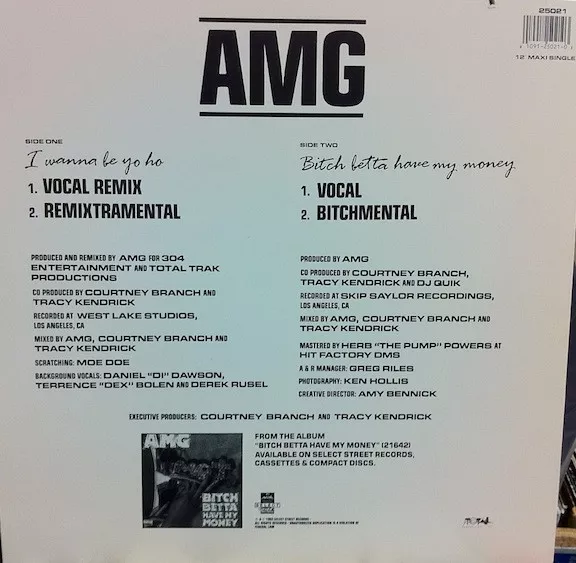 AMG
25021
12 MAXI SINGLE
SIDE ONE
I wanna be yo ho
1. VOCAL REMIX
2. REMIXTRAMENTAL
SIDE TWO
Bitch betta have my money
1. VOCAL
2. BITCHMENTAL
PRODUCED AND REMIXED BY AMG FOR 304
ENTERTAINMENT AND TOTAL TRAK
PRODUCTIONS
CO PRODUCED BY COURTNEY BRANCH AND
TRACY KENDRICK
RECORDED AT WEST LAKE STUDIOS,
LOS ANGELES, CA
MIXED BY AMG, COURTNEY BRANCH AND
TRACY KENDRICK
SCRATCHING: MOE DOE
BACKGROUND VOCALS: DANIEL "DI" DAWSON,
TERRENCE "DEX" BOLEN AND DEREK RUSEL
PRODUCED BY AMG
CO PRODUCED BY COURTNEY BRANCH,
TRACY KENDRICK AND DJ QUIK
RECORDED AT SKIP SAYLOR RECORDINGS,
LOS ANGELES, CA
MIXED BY AMG, COURTNEY BRANCH AND
TRACY KENDRICK
MASTERED BY HERB "THE PUMP" POWERS AT
HIT FACTORY DMS
A & R MANAGER: GREG RILES
PHOTOGRAPHY: KEN HOLLIS
CREATIVE DIRECTOR: AMY BENNICK
EXECUTIVE PRODUCERS: COURTNEY BRANCH AND TRACY KENDRICK
AMG
BITCH
BETTA
HAVE MY
MONEY
FROM THE ALBUM
"BITCH BETTA HAVE MY MONEY" (21642)
AVAILABLE ON SELECT STREET RECORDS,
CASSETTES & COMPACT DISCS.
SELECT